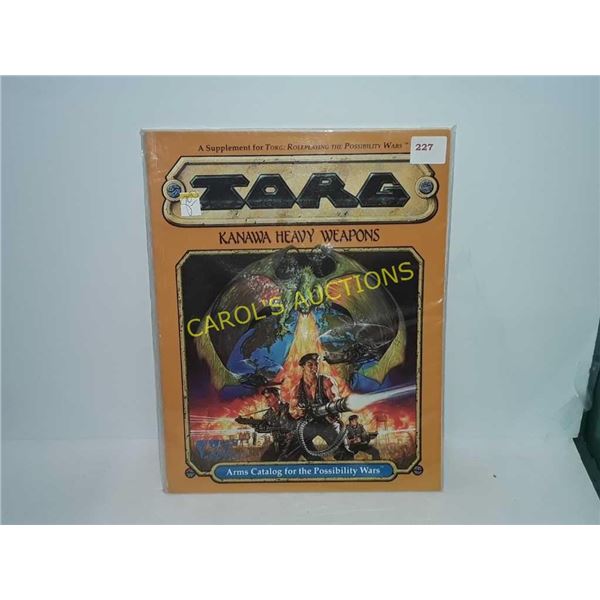 A Supplement for TORG: ROLEPLAYING THE POSSIBILITY WARS™
227
TORG
KANAWA HEAVY WEAPONS
CAROL'S AUCTIONS
Arms Catalog for the Possibility Wars